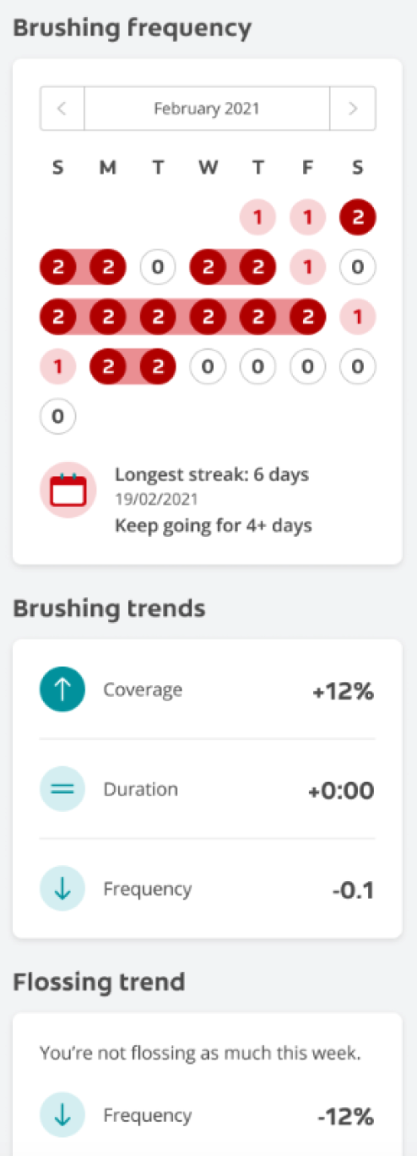 Brushing frequency
February 2021
S M T W T F S
1 1 2
2 2 0 2 2 1 0
2 2 2 2 2 2 1
1 2 2 0 0 0 0
0
Longest streak: 6 days
19/02/2021
Keep going for 4+ days
Brushing trends
Coverage +12%
Duration +0:00
Frequency -0.1
Flossing trend
You're not flossing as much this week.
Frequency -12%